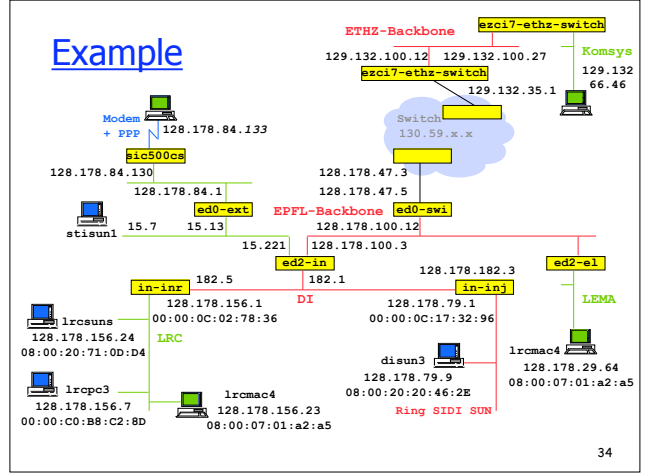 Example
ETHZ-Backbone
ezci7-ethz-switch
129.132.100.12 129.132.100.27
Komsys
ezci7-ethz-switch
129.132
66.46
129.132.35.1
Modem
+ PPP
128.178.84.133
Switch
130.59.x.x
sic500cs
128.178.84.130
128.178.47.3
128.178.84.1
128.178.47.5
ed0-ext
EPFL-Backbone
ed0-swi
stisun1
15.7
15.13
128.178.100.12
15.221
128.178.100.3
ed2-in
ed2-el
in-inr
182.5
182.1
128.178.182.3
in-inj
128.178.156.1
DI
128.178.79.1
LEMA
00:00:0C:02:78:36
00:00:0C:17:32:96
lrcsuns
LRC
128.178.156.24
08:00:20:71:0D:D4
disun3
lrcmac4
128.178.79.9
128.178.29.64
08:00:20:20:46:2E
08:00:07:01:a2:a5
lrcpc3
lrcmac4
128.178.156.7
128.178.156.23
Ring SIDI SUN
00:00:C0:B8:C2:8D
08:00:07:01:a2:a5
34